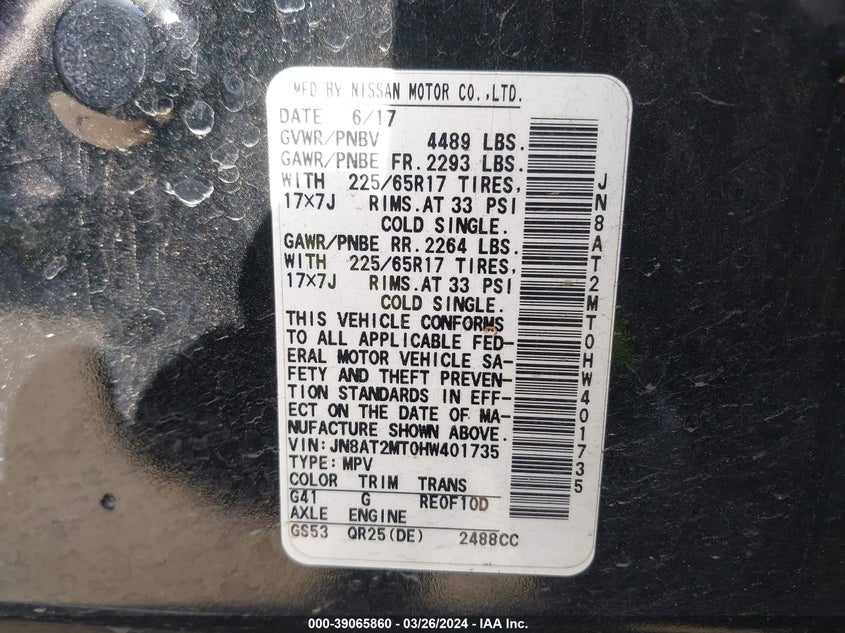 MFD BY NISSAN MOTOR CO.,LTD.
DATE 6/17
GVWR/PNBV 4489 LBS.
GAWR/PNBE FR. 2293 LBS.
WITH 225/65R17 TIRES,
17X7J RIMS.AT 33 PSI
COLD SINGLE.
GAWR/PNBE RR. 2264 LBS.
WITH 225/65R17 TIRES,
17X7J RIMS.AT 33 PSI
COLD SINGLE.
THIS VEHICLE CONFORMS
TO ALL APPLICABLE FED-
ERAL MOTOR VEHICLE SA-
FETY AND THEFT PREVEN-
TION STANDARDS IN EFF-
ECT ON THE DATE OF MA-
NUFACTURE SHOWN ABOVE.
VIN: JN8AT2MT0HW401735
TYPE: MPV
COLOR TRIM TRANS
G41 G RE0F10D
AXLE ENGINE
GS53 QR25(DE) 2488CC
JN8AT2MT0HW401735
000-39065860 - 03/26/2024 - IAA Inc.